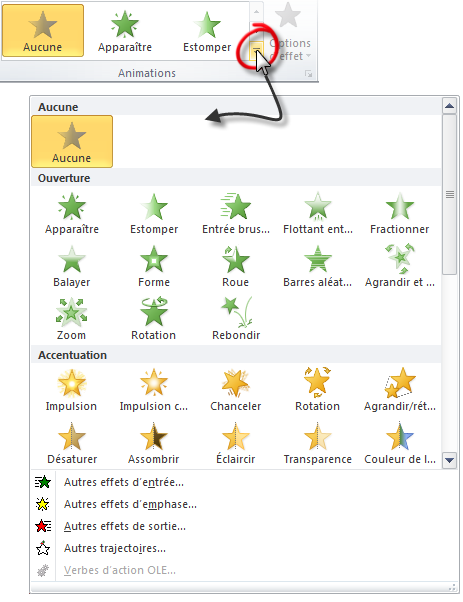 Aucune Apparaître Estomper Options d'effet
Animations
Aucune
Aucune
Ouverture
Apparaître Estomper Entrée brus... Flottant ent... Fractionner
Balayer Forme Roue Barres aléat... Agrandir et ...
Zoom Rotation Rebondir
Accentuation
Impulsion Impulsion c... Chanceler Rotation Agrandir/rét...
Désaturer Assombrir Éclaircir Transparence Couleur de l...
Autres effets d'entrée...
Autres effets d'emphase...
Autres effets de sortie...
Autres trajectoires...
Verbes d'action OLE...